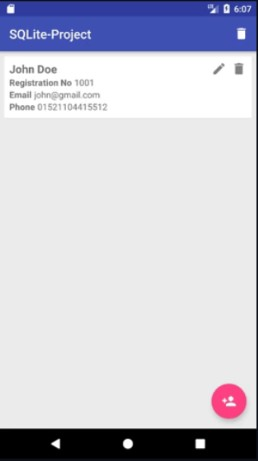 6:07
SQLite-Project
John Doe
Registration No 1001
Email john@gmail.com
Phone 01521104415512